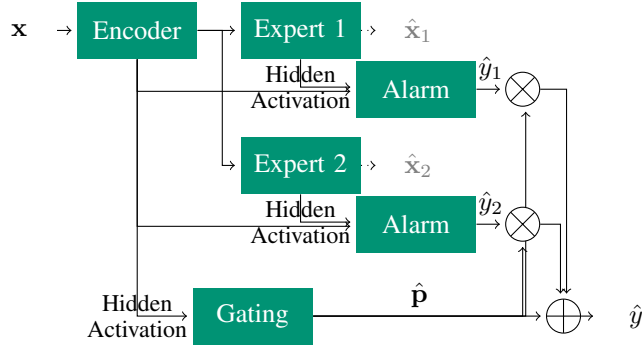 x
Encoder
Expert 1
x̂₁
Hidden
Activation
Alarm
ŷ₁
Expert 2
x̂₂
Hidden
Activation
Alarm
ŷ₂
Hidden
Activation
Gating
p̂
ŷ